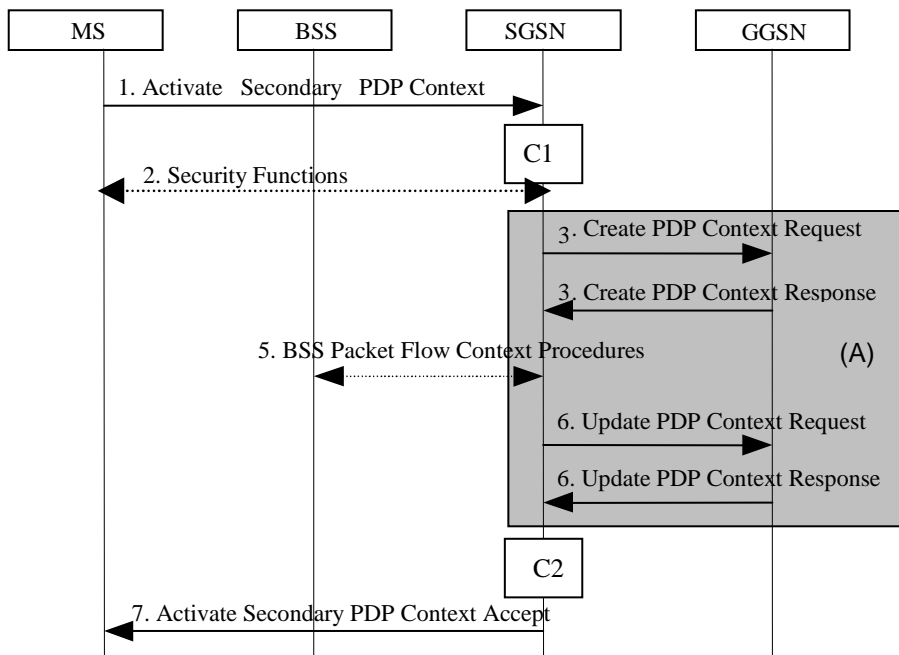 MS BSS SGSN GGSN
1. Activate Secondary PDP Context
C1
2. Security Functions
3. Create PDP Context Request
3. Create PDP Context Response
5. BSS Packet Flow Context Procedures
(A)
6. Update PDP Context Request
6. Update PDP Context Response
C2
7. Activate Secondary PDP Context Accept